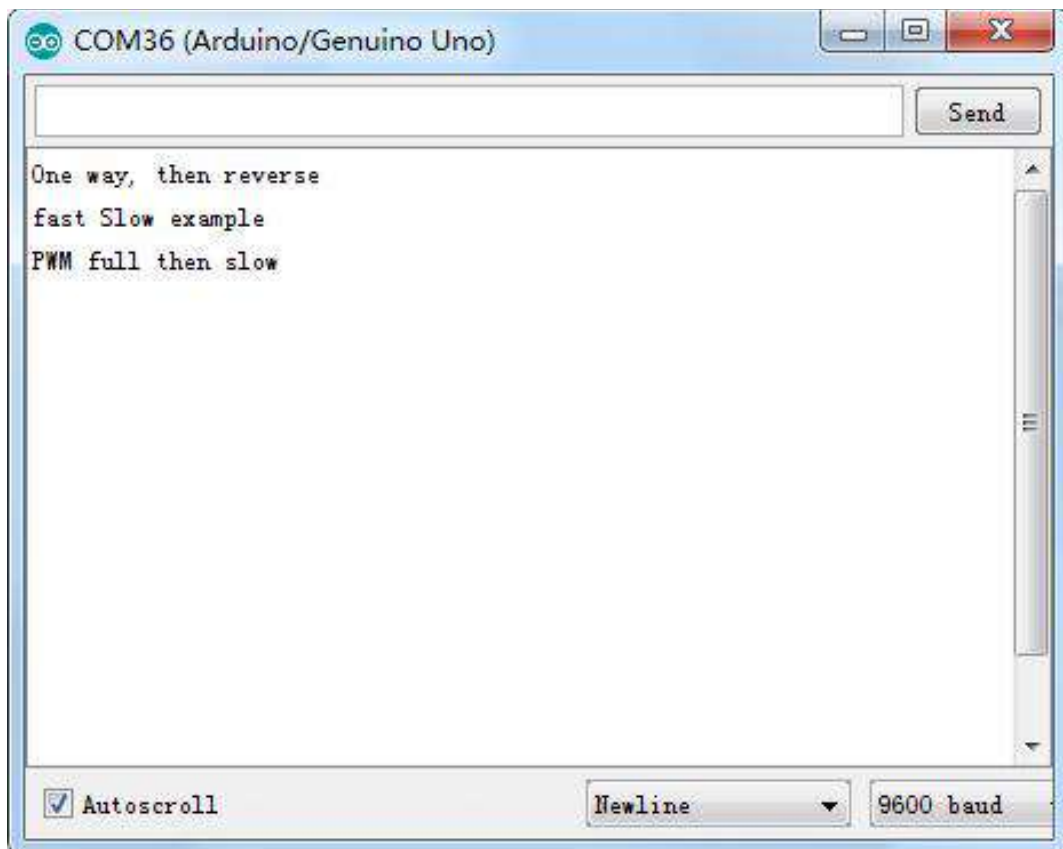 COM36 (Arduino/Genuino Uno)
Send
One way, then reverse
fast Slow example
PWM full then slow
Autoscroll
Newline
9600 baud